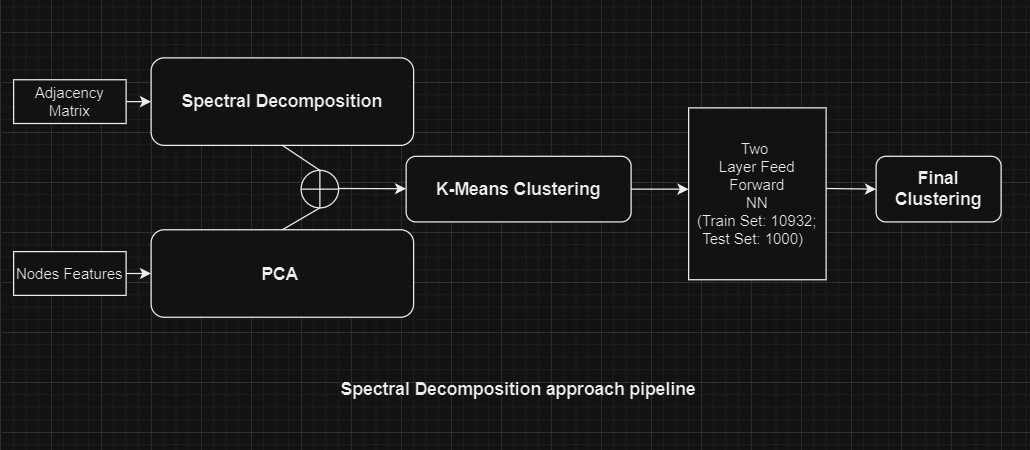 Adjacency
Matrix
Spectral Decomposition
Nodes Features
PCA
K-Means Clustering
Two
Layer Feed
Forward
NN
(Train Set: 10932;
Test Set: 1000)
Final
Clustering
Spectral Decomposition approach pipeline